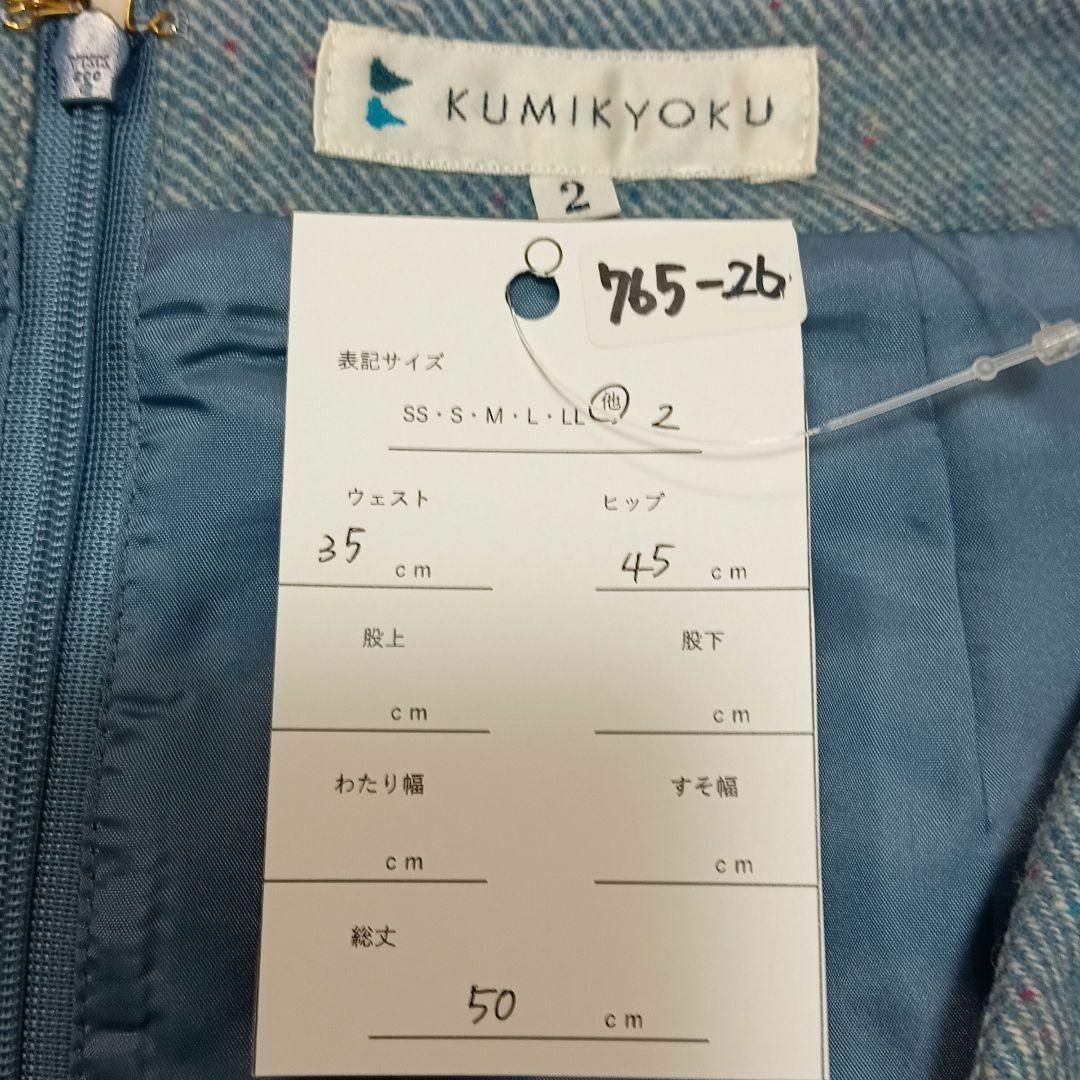 YKK
KUMIKYOKU
2
765-26
表記サイズ
SS・S・M・L・LL 他 2
ウェスト ヒップ
35 cm 45 cm
股上 股下
cm cm
わたり幅 すそ幅
cm cm
総丈
50 cm